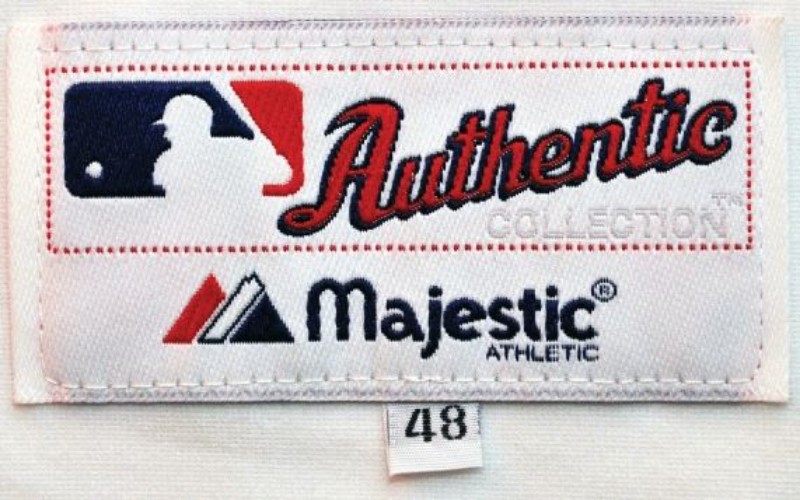 Authentic
COLLECTION™
Majestic®
ATHLETIC
48